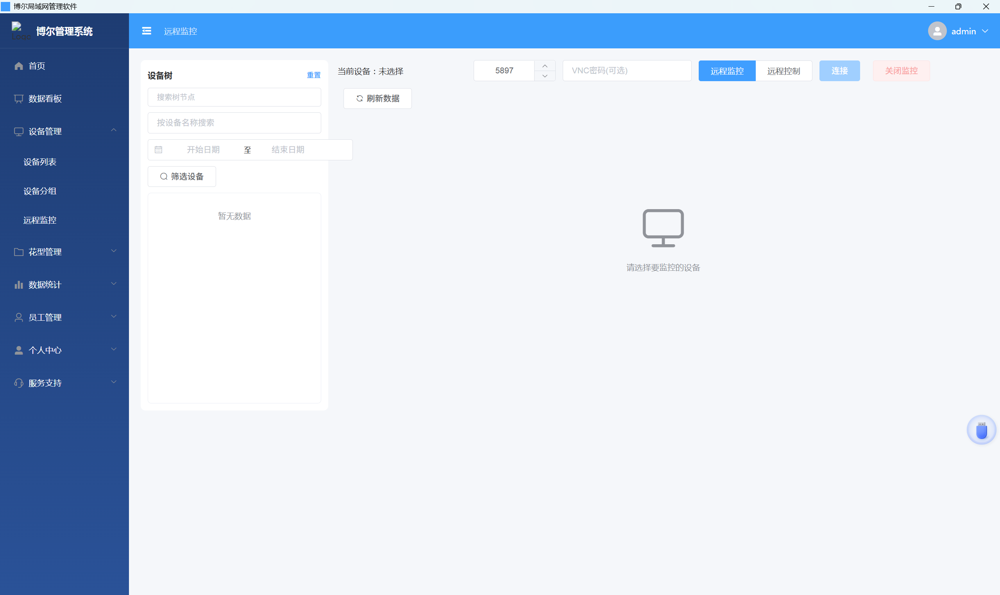 博尔局域网管理软件
Logo
博尔管理系统
远程监控
admin
首页
数据看板
设备管理
设备列表
设备分组
远程监控
花型管理
数据统计
员工管理
个人中心
服务支持
设备树
重置
搜索树节点
按设备名称搜索
开始日期 至 结束日期
筛选设备
暂无数据
当前设备：未选择
5897
VNC密码(可选)
远程监控
远程控制
连接
关闭监控
刷新数据
请选择要监控的设备